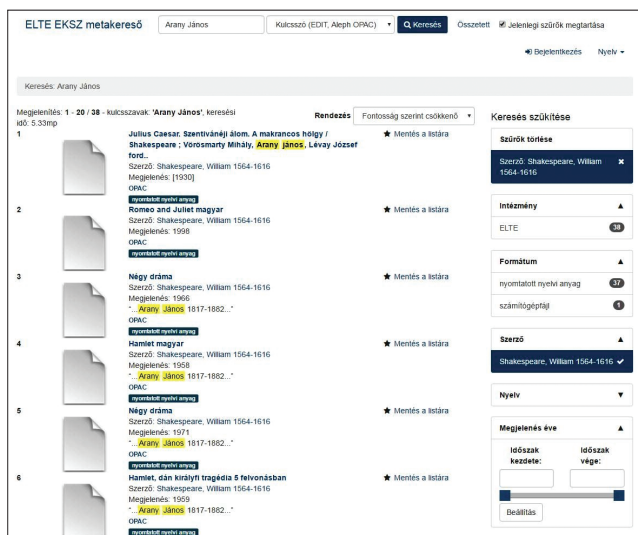 ELTE EKSZ metakereső
Arany János
Kulcsszó (EDIT, Aleph OPAC)
Keresés
Összetett
Jelenlegi szűrők megtartása
Bejelentkezés
Nyelv
Keresés: Arany János
Megjelenítés: 1 - 20 / 38 - kulcsszavak: 'Arany János', keresési
idő: 5.33mp
Rendezés
Fontosság szerint csökkenő
1
Julius Caesar. Szentivánéji álom. A makrancos hölgy /
Shakespeare ; Vörösmarty Mihály, Arany jános, Lévay József
ford..
Szerző: Shakespeare, William 1564-1616
Megjelenés: [1930]
OPAC
nyomtatott nyelvi anyag
Mentés a listára
2
Romeo and Juliet magyar
Szerző: Shakespeare, William 1564-1616
Megjelenés: 1998
OPAC
nyomtatott nyelvi anyag
Mentés a listára
3
Négy dráma
Szerző: Shakespeare, William 1564-1616
Megjelenés: 1966
"...Arany János 1817-1882..."
OPAC
nyomtatott nyelvi anyag
Mentés a listára
4
Hamlet magyar
Szerző: Shakespeare, William 1564-1616
Megjelenés: 1958
"...Arany János 1817-1882..."
OPAC
nyomtatott nyelvi anyag
Mentés a listára
5
Négy dráma
Szerző: Shakespeare, William 1564-1616
Megjelenés: 1971
"...Arany János 1817-1882..."
OPAC
nyomtatott nyelvi anyag
Mentés a listára
6
Hamlet, dán királyfi tragédia 5 felvonásban
Szerző: Shakespeare, William 1564-1616
Megjelenés: 1959
"...Arany János 1817-1882..."
OPAC
nyomtatott nyelvi anyag
Mentés a listára
Keresés szűkítése
Szűrők törlése
Szerző: Shakespeare, William
1564-1616
Intézmény
ELTE 38
Formátum
nyomtatott nyelvi anyag 37
számítógépfájl 1
Szerző
Shakespeare, William 1564-1616
Nyelv
Megjelenés éve
Időszak
kezdete:
Időszak
vége:
Beállítás